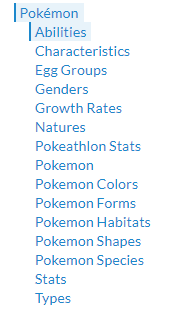 Pokémon
Abilities
Characteristics
Egg Groups
Genders
Growth Rates
Natures
Pokeathlon Stats
Pokemon
Pokemon Colors
Pokemon Forms
Pokemon Habitats
Pokemon Shapes
Pokemon Species
Stats
Types